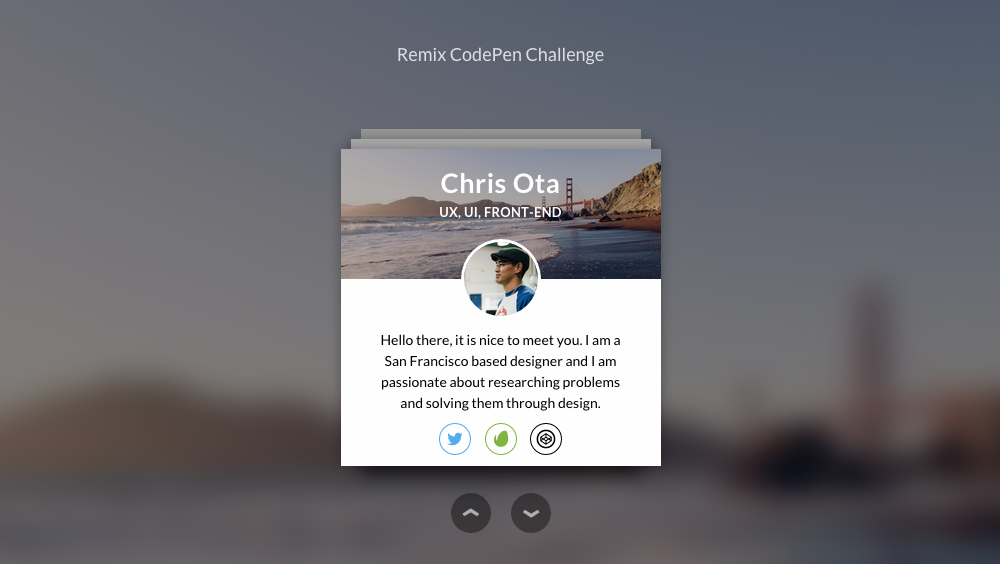 Remix CodePen Challenge
Chris Ota
UX, UI, FRONT-END
Hello there, it is nice to meet you. I am a
San Francisco based designer and I am
passionate about researching problems
and solving them through design.